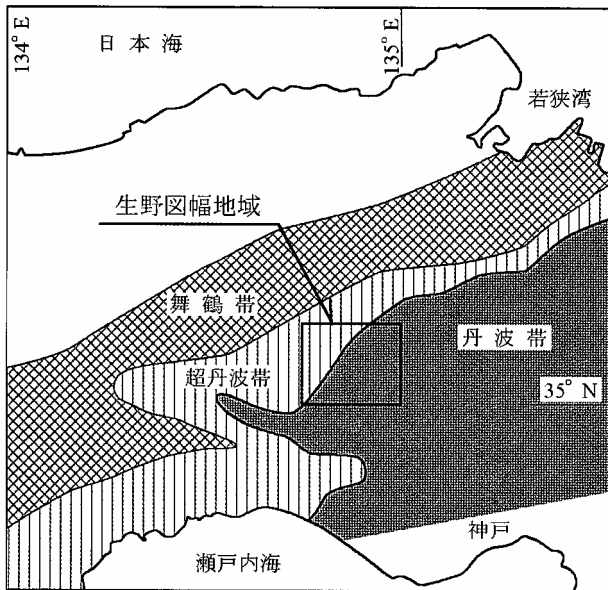 134° E
日本海
135° E
若狭湾
生野図幅地域
舞鶴帯
丹波帯
超丹波帯
35° N
神戸
瀬戸内海